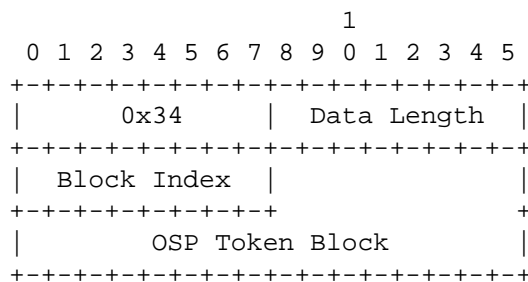 1
 0 1 2 3 4 5 6 7 8 9 0 1 2 3 4 5
+-+-+-+-+-+-+-+-+-+-+-+-+-+-+-+-+
|      0x34     |  Data Length  |
+-+-+-+-+-+-+-+-+-+-+-+-+-+-+-+-+
|  Block Index  |               |
+-+-+-+-+-+-+-+-+               +
|        OSP Token Block        |
+-+-+-+-+-+-+-+-+-+-+-+-+-+-+-+-+